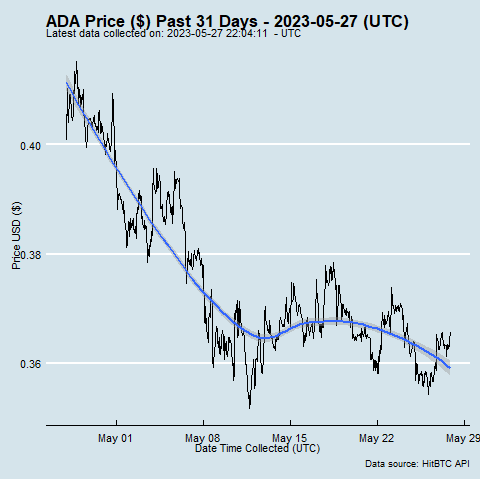 ADA Price ($) Past 31 Days - 2023-05-27 (UTC)
Latest data collected on: 2023-05-27 22:04:11 - UTC
0.40
0.38
0.36
Price USD ($)
May 01 May 08 May 15 May 22 May 29
Date Time Collected (UTC)
Data source: HitBTC API